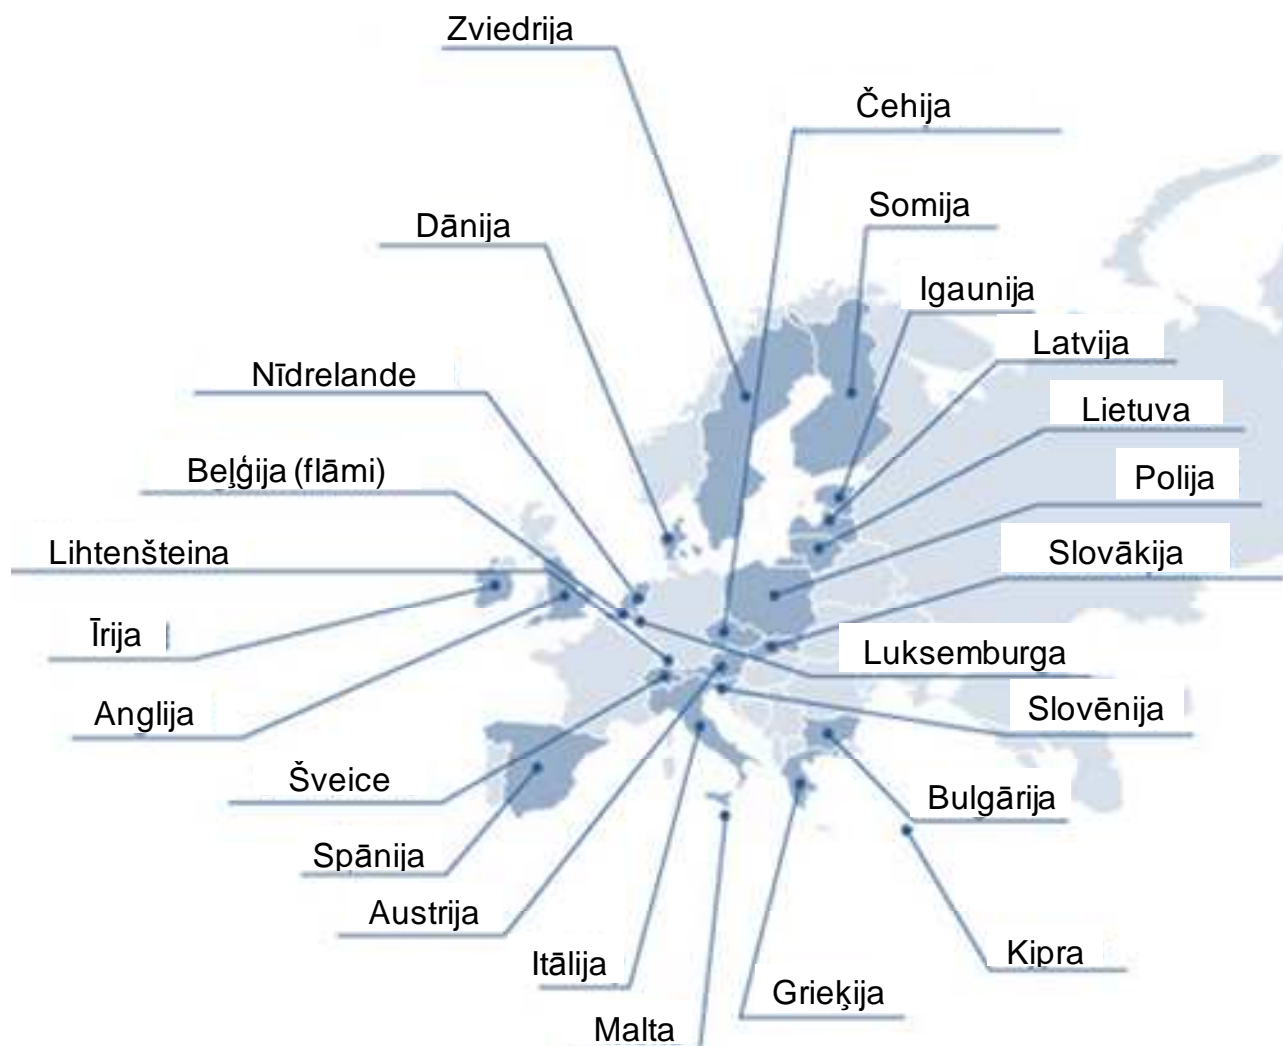 Zviedrija
Čehija
Somija
Dānija
Igaunija
Latvija
Nīdrelande
Lietuva
Beļģija (flāmi)
Polija
Lihtenšteina
Slovākija
Īrija
Luksemburga
Anglija
Slovēnija
Šveice
Bulgārija
Spānija
Austrija
Kipra
Itālija
Grieķija
Malta